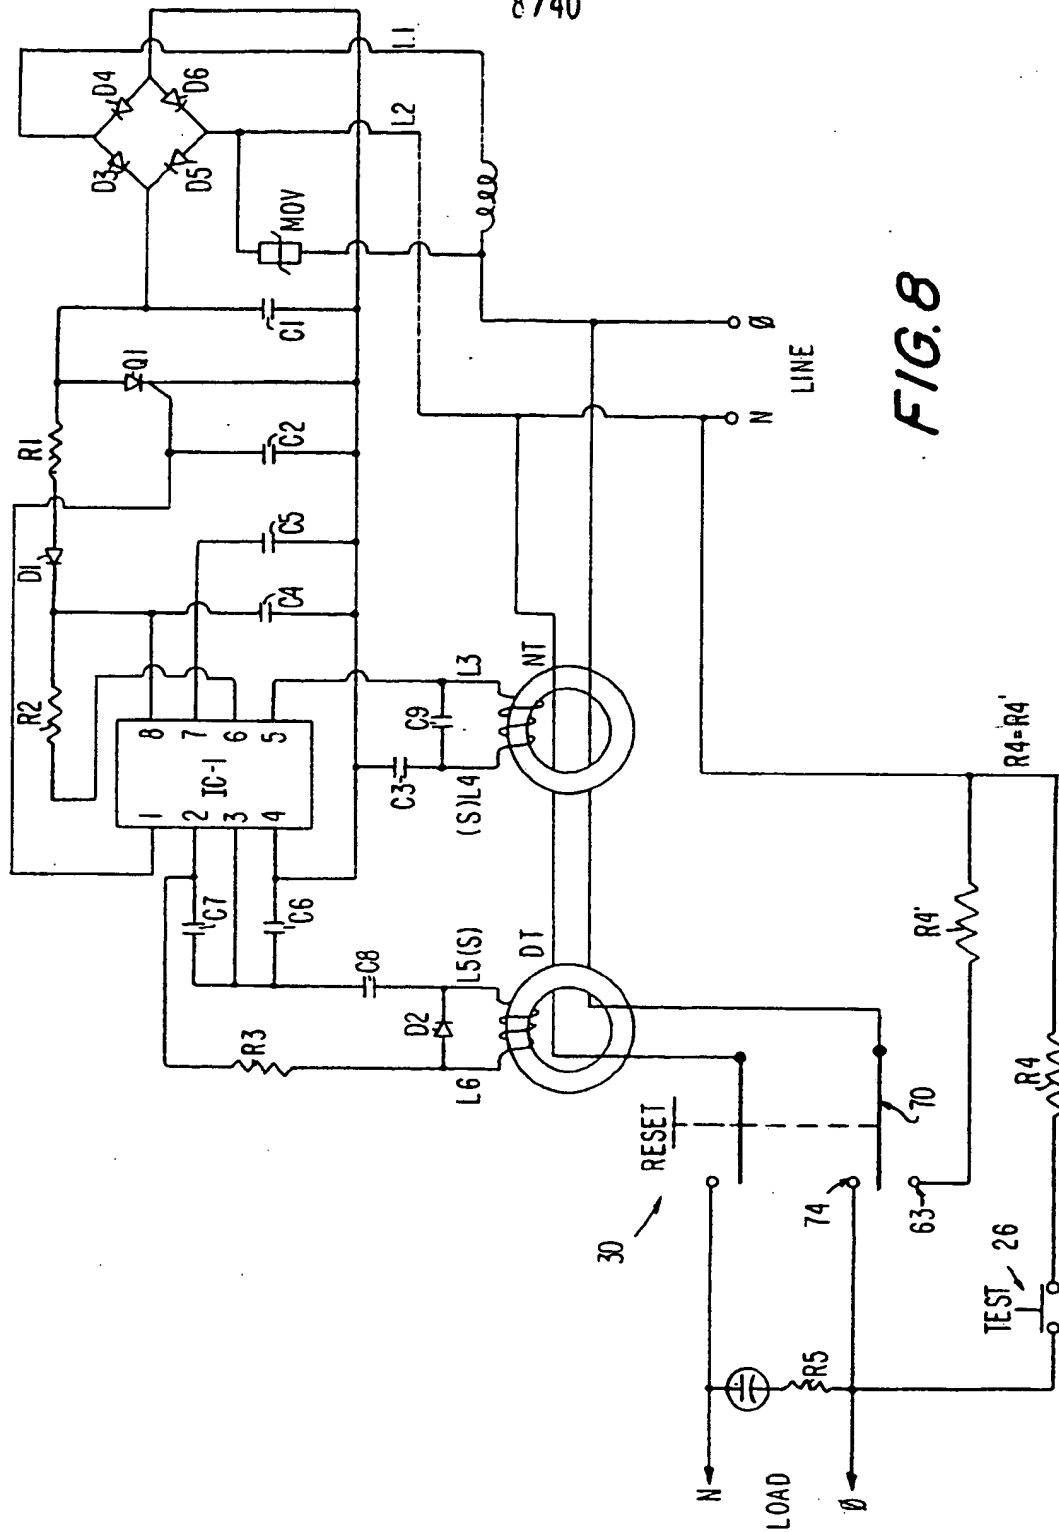 R2
D1
R1
D3
D4
D5
D6
1
2
3
4
IC-1
8
7
6
5
Q1
C7
C6
C4
C5
C2
C1
MOV
R3
C8
C3
C9
D2
L1
L2
L6
L5(S)
(S)L4
L3
DT
NT
30
RESET
N
LOAD
Ø
R5
74
63
70
R4'
N
LINE
Ø
TEST
26
R4
R4=R4'
FIG. 8